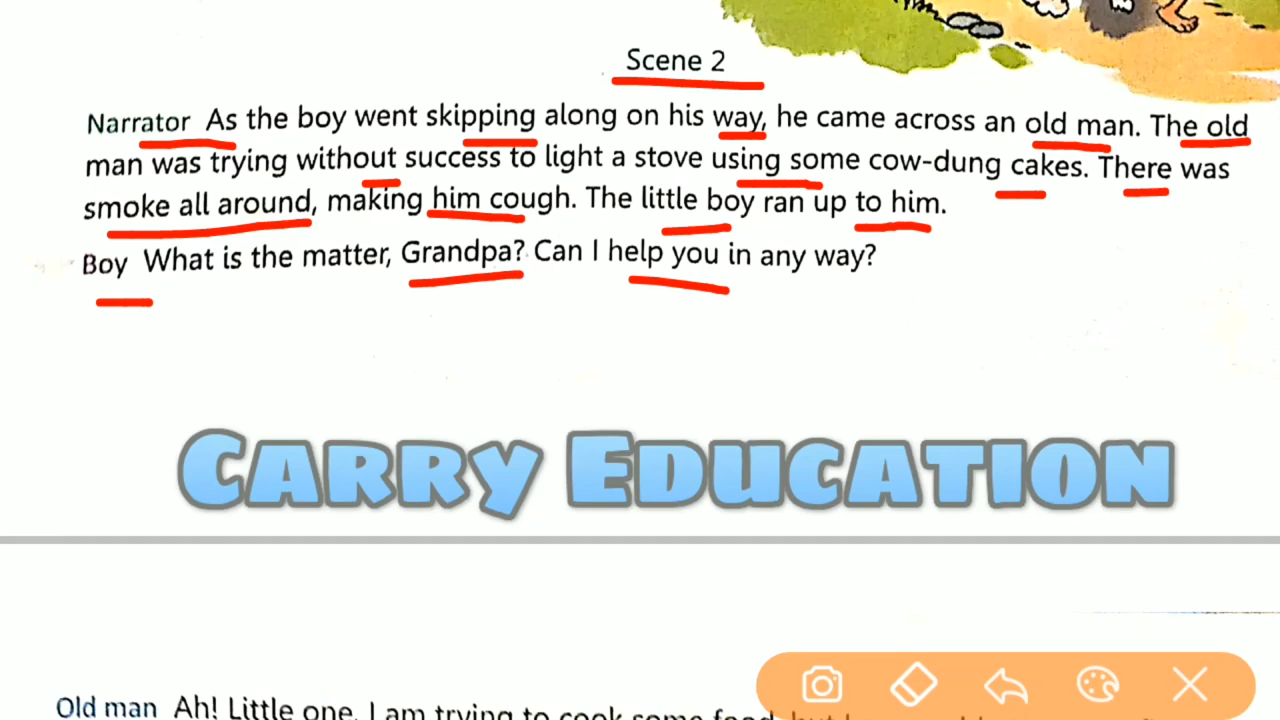 Scene 2
Narrator As the boy went skipping along on his way, he came across an old man. The old
man was trying without success to light a stove using some cow-dung cakes. There was
smoke all around, making him cough. The little boy ran up to him.
Boy What is the matter, Grandpa? Can I help you in any way?
CARRY EDUCATION
Old man Ah! Little one, I am trying to cook some food, but